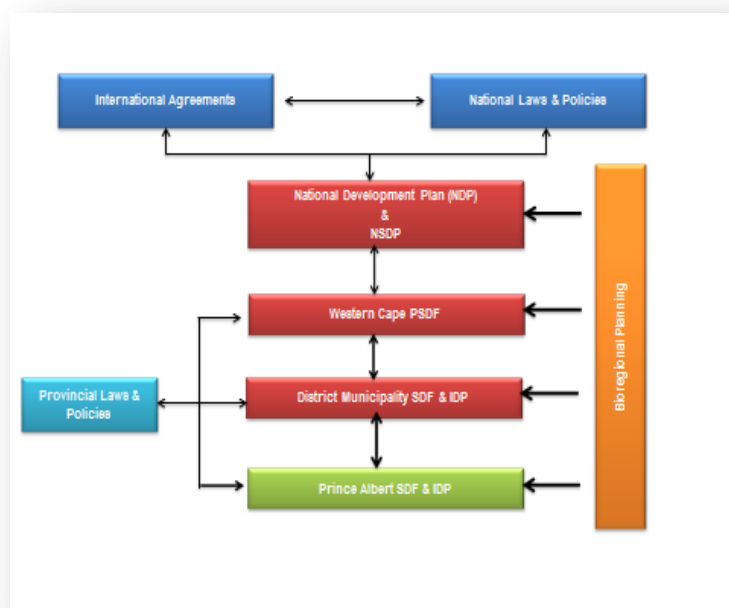 International Agreements
National Laws & Policies
National Development Plan (NDP)
&
NSDP
Western Cape PSDF
Provincial Laws &
Policies
District Municipality SDF & IDP
Prince Albert SDF & IDP
Bioregional Planning